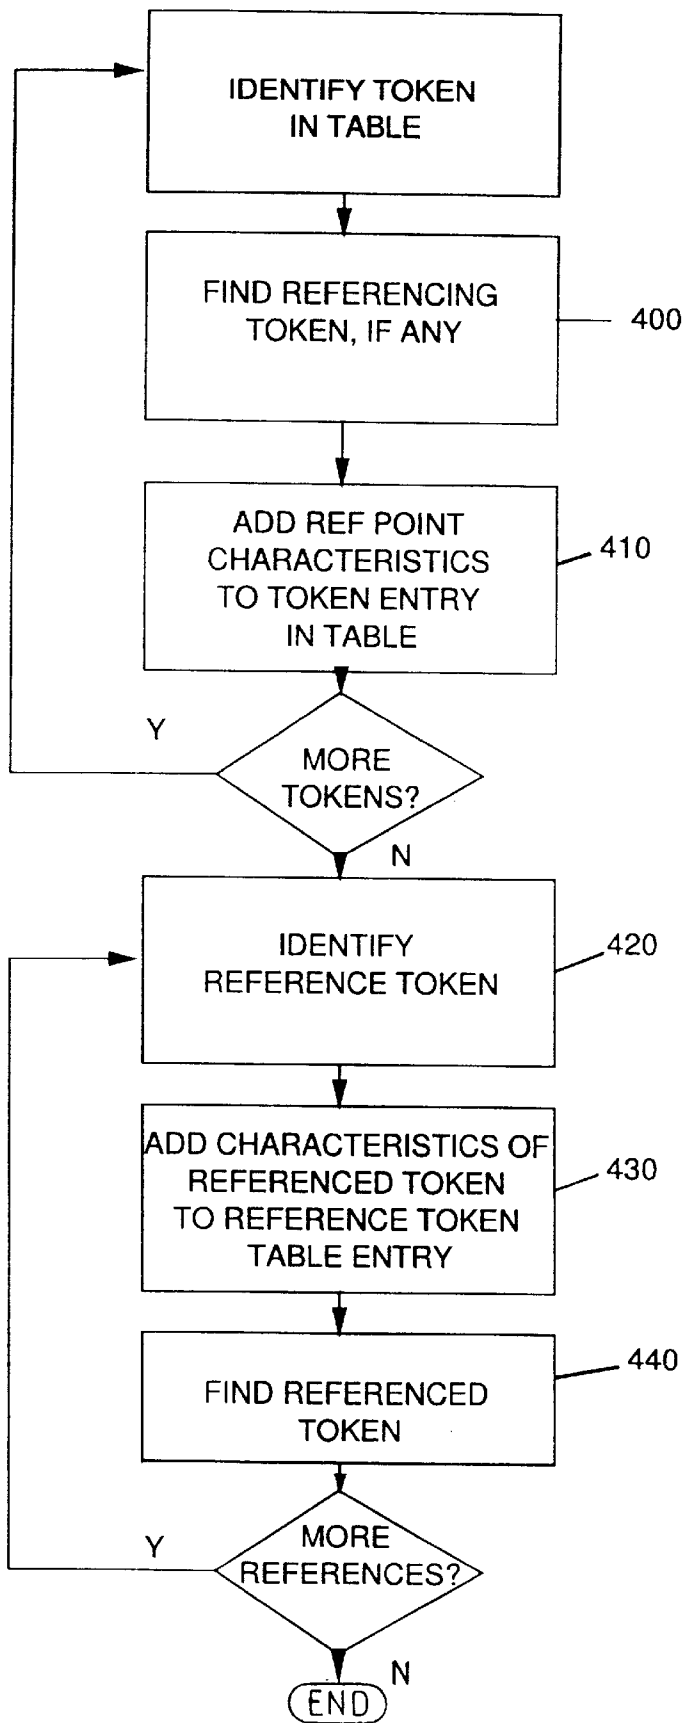 IDENTIFY TOKEN
IN TABLE
FIND REFERENCING
TOKEN, IF ANY
400
ADD REF POINT
CHARACTERISTICS
TO TOKEN ENTRY
IN TABLE
410
Y
MORE
TOKENS?
N
IDENTIFY
REFERENCE TOKEN
420
ADD CHARACTERISTICS OF
REFERENCED TOKEN
TO REFERENCE TOKEN
TABLE ENTRY
430
FIND REFERENCED
TOKEN
440
Y
MORE
REFERENCES?
N
END